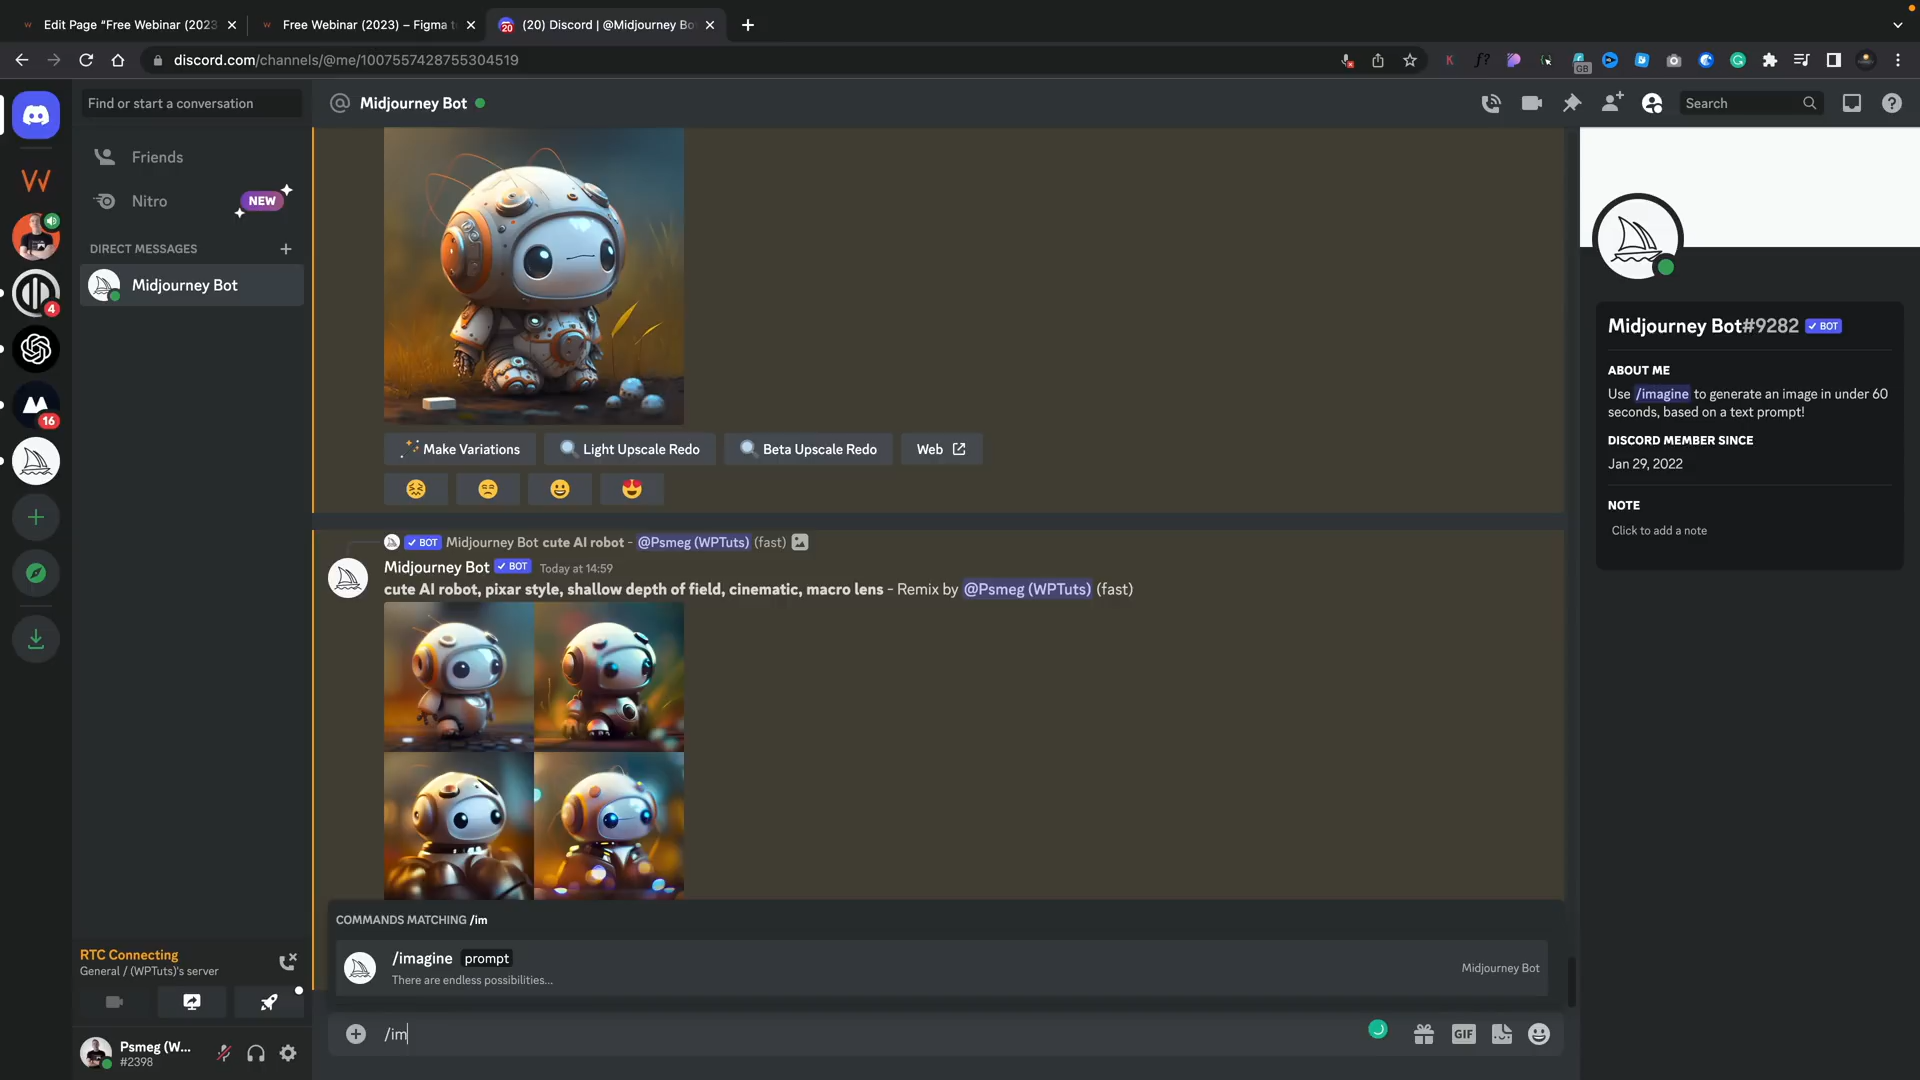 Edit Page "Free Webinar (2023
Free Webinar (2023) – Figma t
20
(20) Discord | @Midjourney Bo
discord.com/channels/@me/1007557428755304519
GB
Find or start a conversation
Midjourney Bot
Search
Friends
Nitro
NEW
DIRECT MESSAGES
Midjourney Bot
4
16
Make Variations
Light Upscale Redo
Beta Upscale Redo
Web
BOT Midjourney Bot cute AI robot - @Psmeg (WPTuts) (fast)
Midjourney Bot BOT Today at 14:59
cute AI robot, pixar style, shallow depth of field, cinematic, macro lens - Remix by @Psmeg (WPTuts) (fast)
COMMANDS MATCHING /im
/imagine prompt
There are endless possibilities...
Midjourney Bot
/im
GIF
RTC Connecting
General / (WPTuts)'s server
Psmeg (W...
#2398
Midjourney Bot#9282 BOT
ABOUT ME
Use /imagine to generate an image in under 60
seconds, based on a text prompt!
DISCORD MEMBER SINCE
Jan 29, 2022
NOTE
Click to add a note